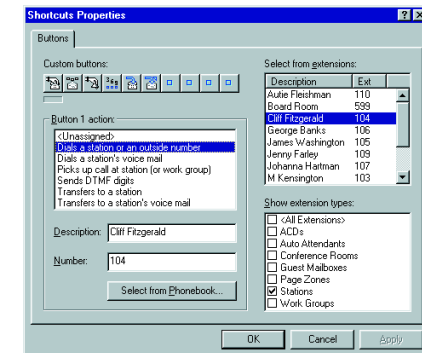 Shortcuts Properties
Buttons
Custom buttons:
Button 1 action:
<Unassigned>
Dials a station or an outside number
Dials a station's voice mail
Picks up call at station (or work group)
Sends DTMF digits
Transfers to a station
Transfers to a station's voice mail
Description: Cliff Fitzgerald
Number: 104
Select from Phonebook...
Select from extensions:
Description Ext
Autie Fleishman 110
Board Room 599
Cliff Fitzgerald 104
George Banks 106
James Washington 105
Jenny Farley 109
Johanna Hartman 107
M Kensington 103
Show extension types:
<All Extensions>
ACDs
Auto Attendants
Conference Rooms
Guest Mailboxes
Page Zones
Stations
Work Groups
OK Cancel Apply